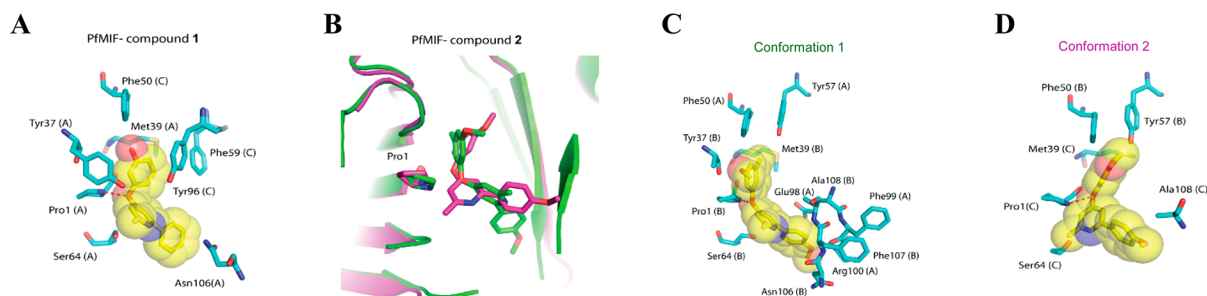 A
PfMIF- compound 1
Phe50 (C)
Tyr37 (A)
Met39 (A)
Phe59 (C)
Tyr96 (C)
Pro1 (A)
Ser64 (A)
Asn106(A)
B
PfMIF- compound 2
Pro1
C
Conformation 1
Tyr57 (A)
Phe50 (A)
Tyr37 (B)
Met39 (B)
Ala108 (B)
Glu98 (A)
Phe99 (A)
Pro1 (B)
Ser64 (B)
Phe107 (B)
Arg100 (A)
Asn106 (B)
D
Conformation 2
Phe50 (B)
Tyr57 (B)
Met39 (C)
Ala108 (C)
Pro1(C)
Ser64 (C)